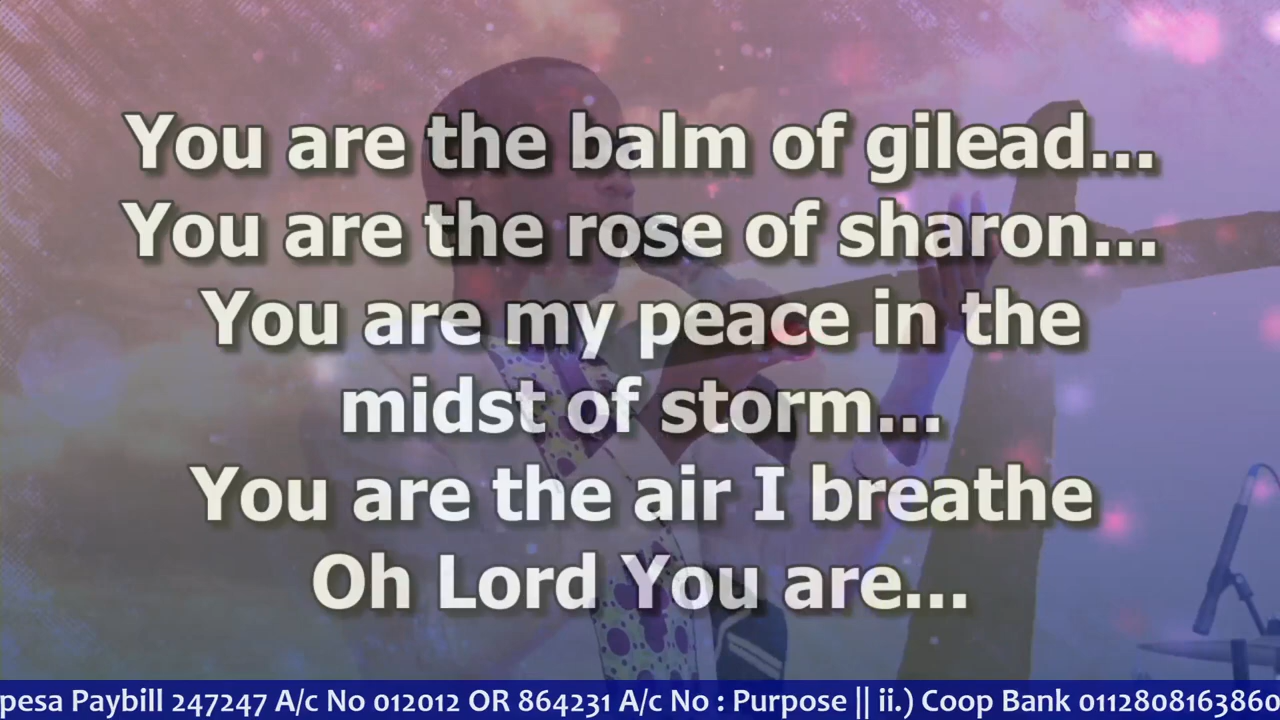 You are the balm of gilead...
You are the rose of sharon...
You are my peace in the
midst of storm...
You are the air I breathe
Oh Lord You are...
pesa Paybill 247247 A/c No 012012 OR 864231 A/c No : Purpose || ii.) Coop Bank 01128081638600